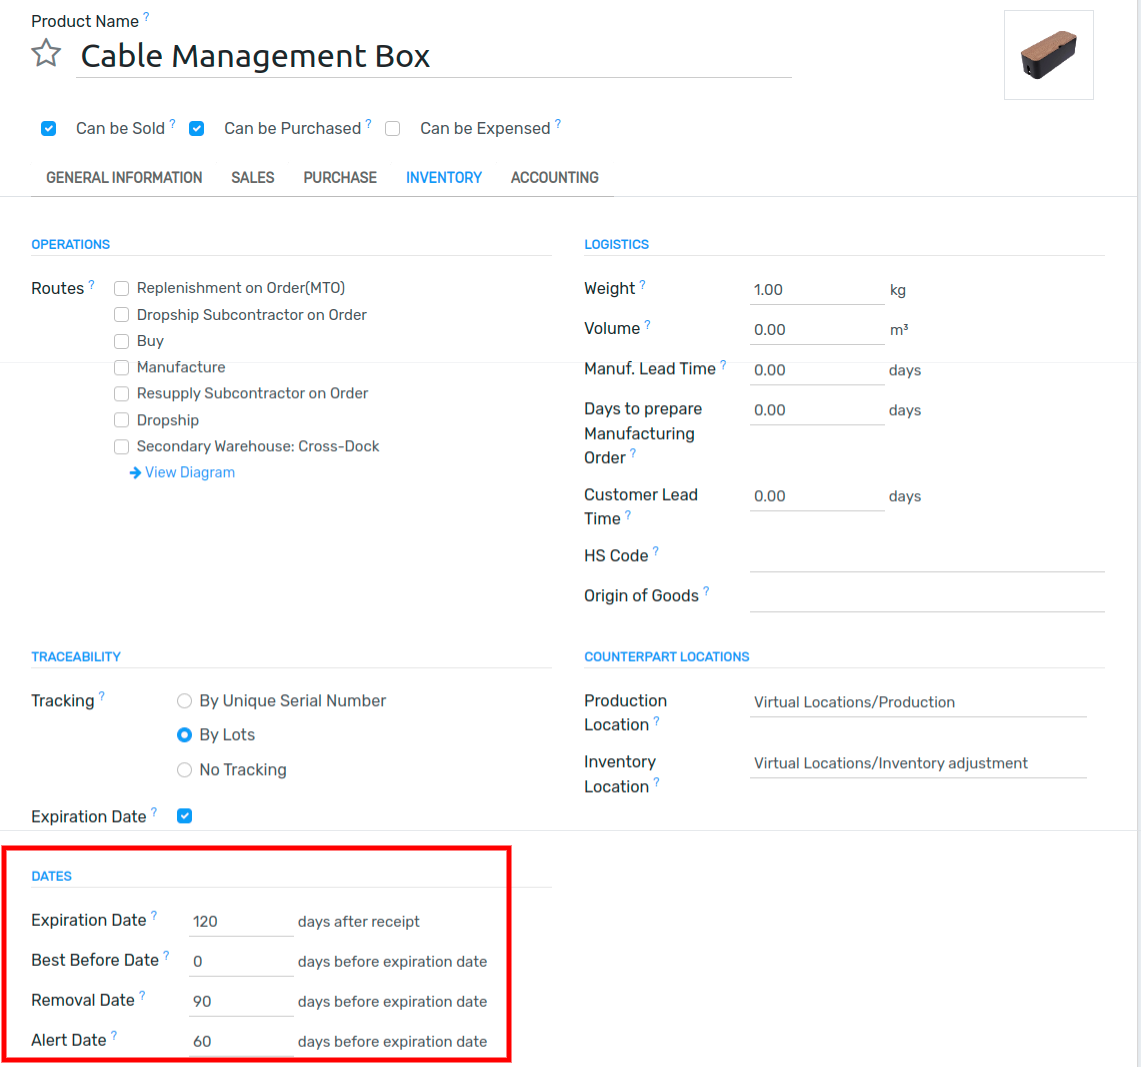 Product Name ?
Cable Management Box
Can be Sold ? Can be Purchased ? Can be Expensed ?
GENERAL INFORMATION SALES PURCHASE INVENTORY ACCOUNTING
OPERATIONS
Routes ?
Replenishment on Order(MTO)
Dropship Subcontractor on Order
Buy
Manufacture
Resupply Subcontractor on Order
Dropship
Secondary Warehouse: Cross-Dock
View Diagram
LOGISTICS
Weight ? 1.00 kg
Volume ? 0.00 m³
Manuf. Lead Time ? 0.00 days
Days to prepare 0.00 days
Manufacturing
Order ?
Customer Lead 0.00 days
Time ?
HS Code ?
Origin of Goods ?
TRACEABILITY
Tracking ? By Unique Serial Number
By Lots
No Tracking
Expiration Date ?
COUNTERPART LOCATIONS
Production Virtual Locations/Production
Location ?
Inventory Virtual Locations/Inventory adjustment
Location ?
DATES
Expiration Date ? 120 days after receipt
Best Before Date ? 0 days before expiration date
Removal Date ? 90 days before expiration date
Alert Date ? 60 days before expiration date